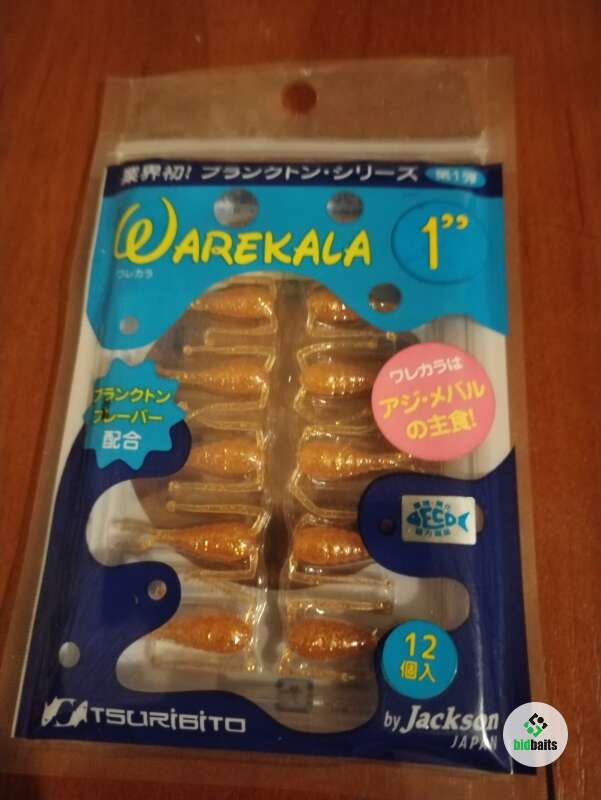 業界初！プランクトン・シリーズ 第1弾
WAREKALA 1”
ワレカラ
ワレカラは
アジ・メバル
の主食！
プランクトン
フレーバー
配合
ECO
12
個入
TSURIBITO
by Jackson
JAPAN
bidbaits